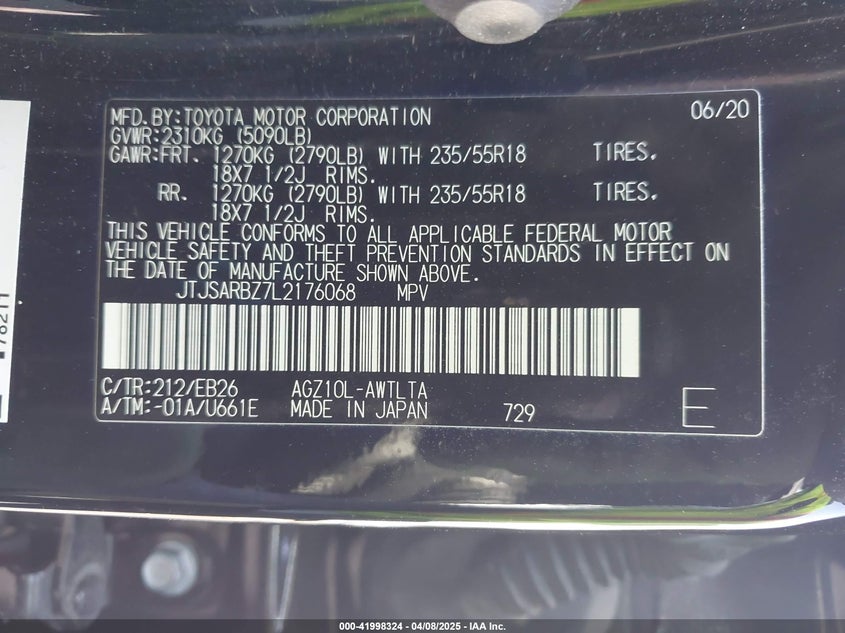 MFD.BY:TOYOTA MOTOR CORPORATION 06/20
GVWR:2310KG (5090LB)
GAWR:FRT. 1270KG (2790LB) WITH 235/55R18 TIRES.
18X7 1/2J RIMS.
RR. 1270KG (2790LB) WITH 235/55R18 TIRES.
18X7 1/2J RIMS.
THIS VEHICLE CONFORMS TO ALL APPLICABLE FEDERAL MOTOR
VEHICLE SAFETY AND THEFT PREVENTION STANDARDS IN EFFECT ON
THE DATE OF MANUFACTURE SHOWN ABOVE.
JTJSARBZ7L2176068 MPV
C/TR:212/EB26 AGZ10L-AWTLTA
A/TM:-01A/U661E MADE IN JAPAN 729 E
000-41998324 - 04/08/2025 - IAA Inc.